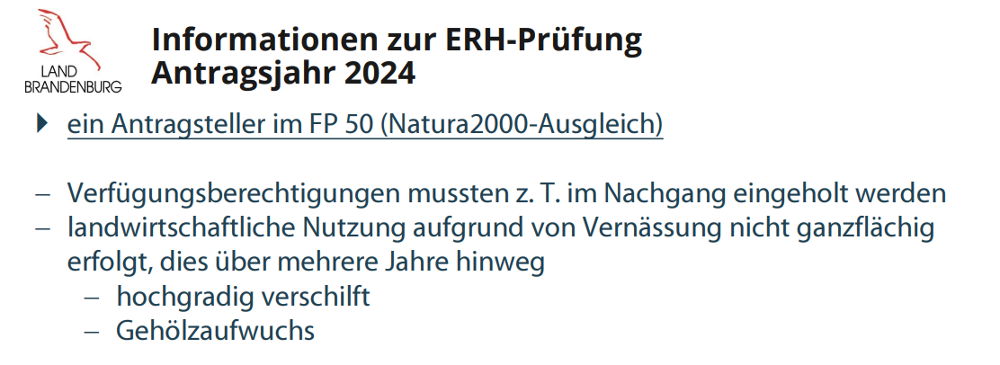 LAND
BRANDENBURG
Informationen zur ERH-Prüfung
Antragsjahr 2024
ein Antragsteller im FP 50 (Natura2000-Ausgleich)
– Verfügungsberechtigungen mussten z. T. im Nachgang eingeholt werden
– landwirtschaftliche Nutzung aufgrund von Vernässung nicht ganzflächig
erfolgt, dies über mehrere Jahre hinweg
– hochgradig verschilft
– Gehölzaufwuchs